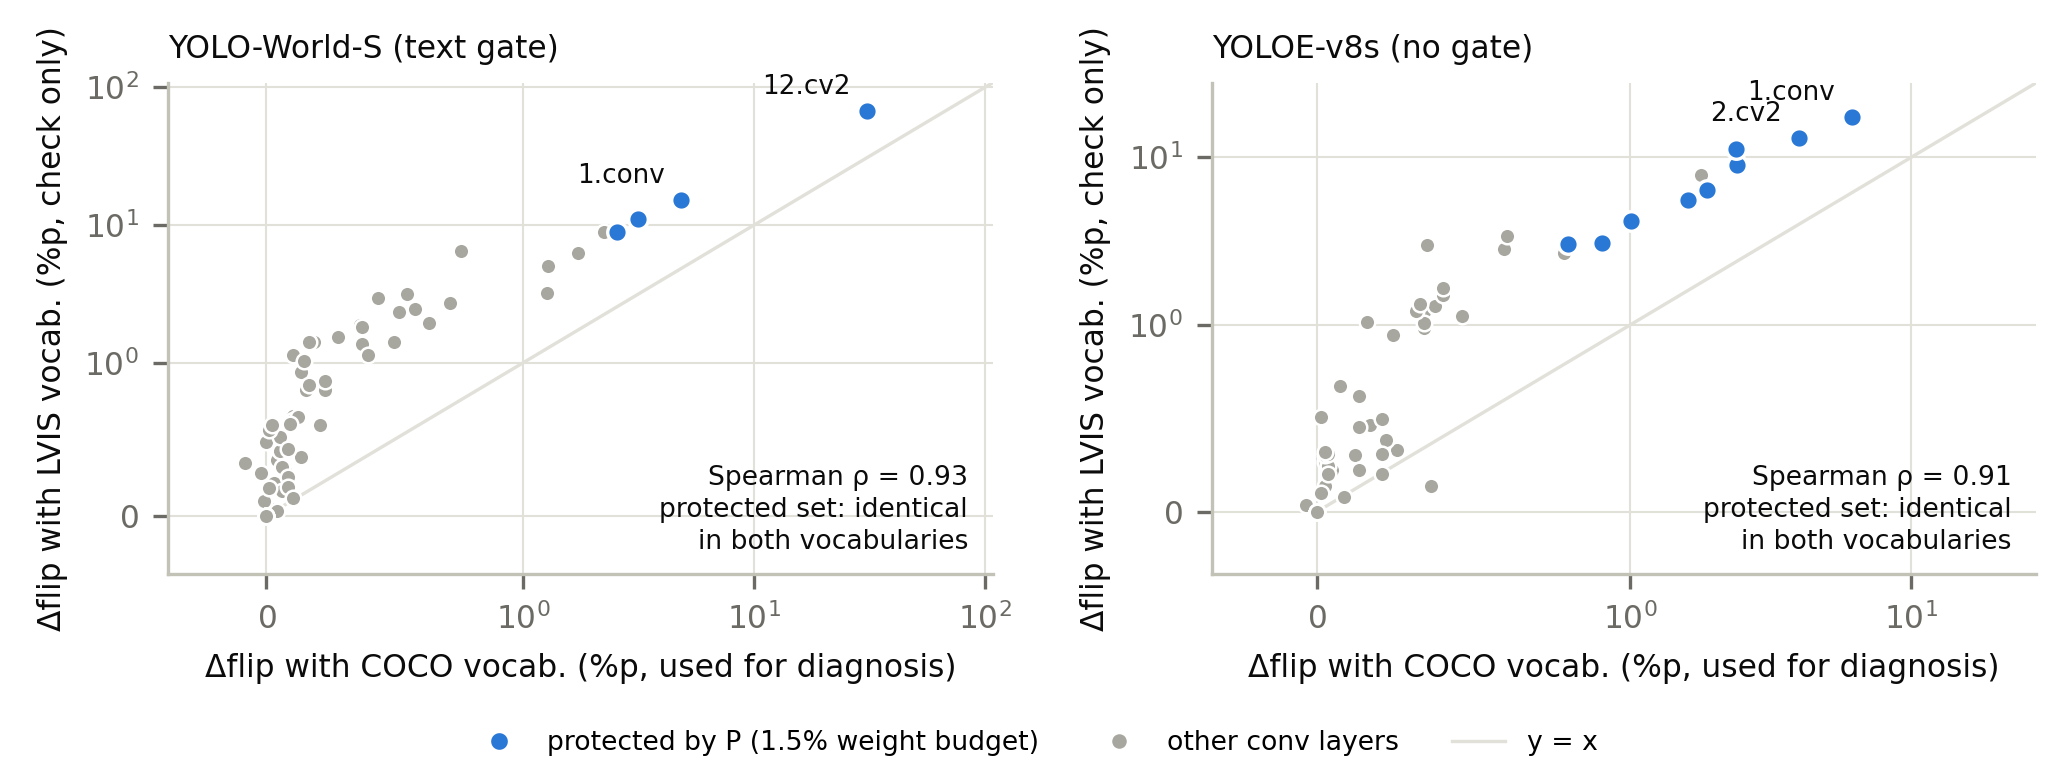 YOLO-World-S (text gate)
Δflip with LVIS vocab. (%p, check only)
10²
10¹
10⁰
0
12.cv2
1.conv
Spearman ρ = 0.93
protected set: identical
in both vocabularies
0
10⁰
10¹
10²
Δflip with COCO vocab. (%p, used for diagnosis)
YOLOE-v8s (no gate)
Δflip with LVIS vocab. (%p, check only)
10¹
10⁰
0
1.conv
2.cv2
Spearman ρ = 0.91
protected set: identical
in both vocabularies
0
10⁰
10¹
Δflip with COCO vocab. (%p, used for diagnosis)
protected by P (1.5% weight budget)
other conv layers
y = x